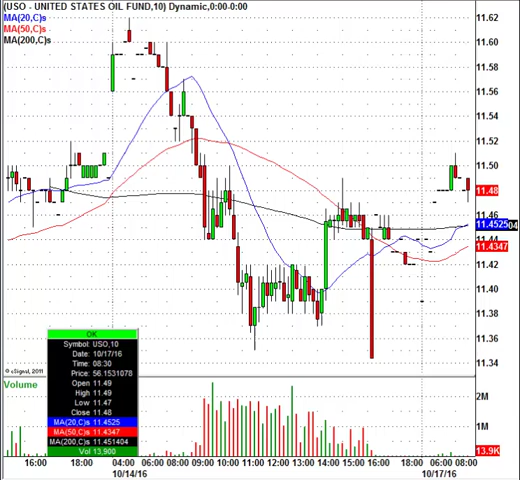 (USO - UNITED STATES OIL FUND,10) Dynamic,0:00-0:00
MA(20,C)s
MA(50,C)s
MA(200,C)s
11.62
11.60
11.58
11.56
11.54
11.52
11.50
11.48
11.46
11.4525
11.4347
11.42
11.40
11.38
11.36
11.34
OK
Symbol: USO,10
Date: 10/17/16
Time: 08:30
Price: 56.1531078
Open 11.49
High 11.49
Low 11.47
Close 11.48
MA(20,C)s 11.4525
MA(50,C)s 11.4347
MA(200,C)s 11.451404
Vol 13,900
© eSignal, 2011
Volume
2M
1M
13.9K
16:00 18:00 04:00 06:00 08:00 09:00 10:00 11:00 12:00 13:00 14:00 15:00 16:00 18:00 06:00 08:00
10/14/16 10/17/16